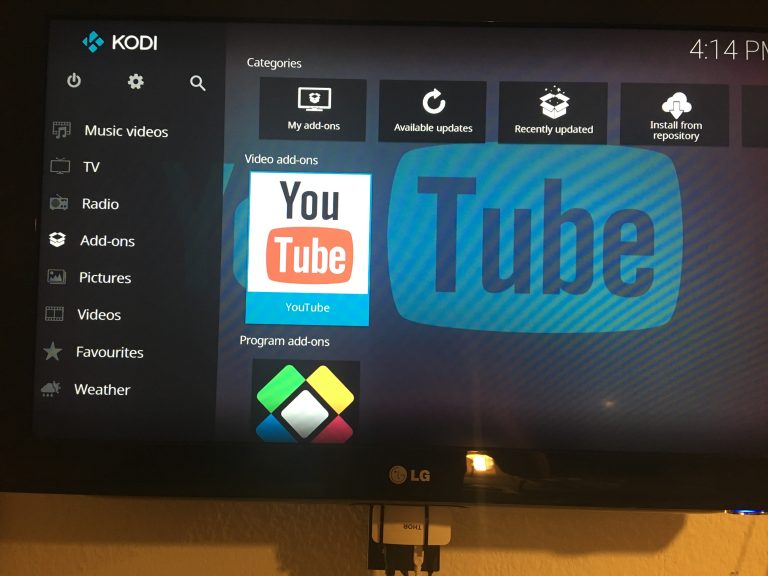 KODI
4:14 PM
Music videos
TV
Radio
Add-ons
Pictures
Videos
Favourites
Weather
Categories
My add-ons
Available updates
Recently updated
Install from
repository
Video add-ons
You
Tube
YouTube
Tube
Program add-ons
LG
THOR